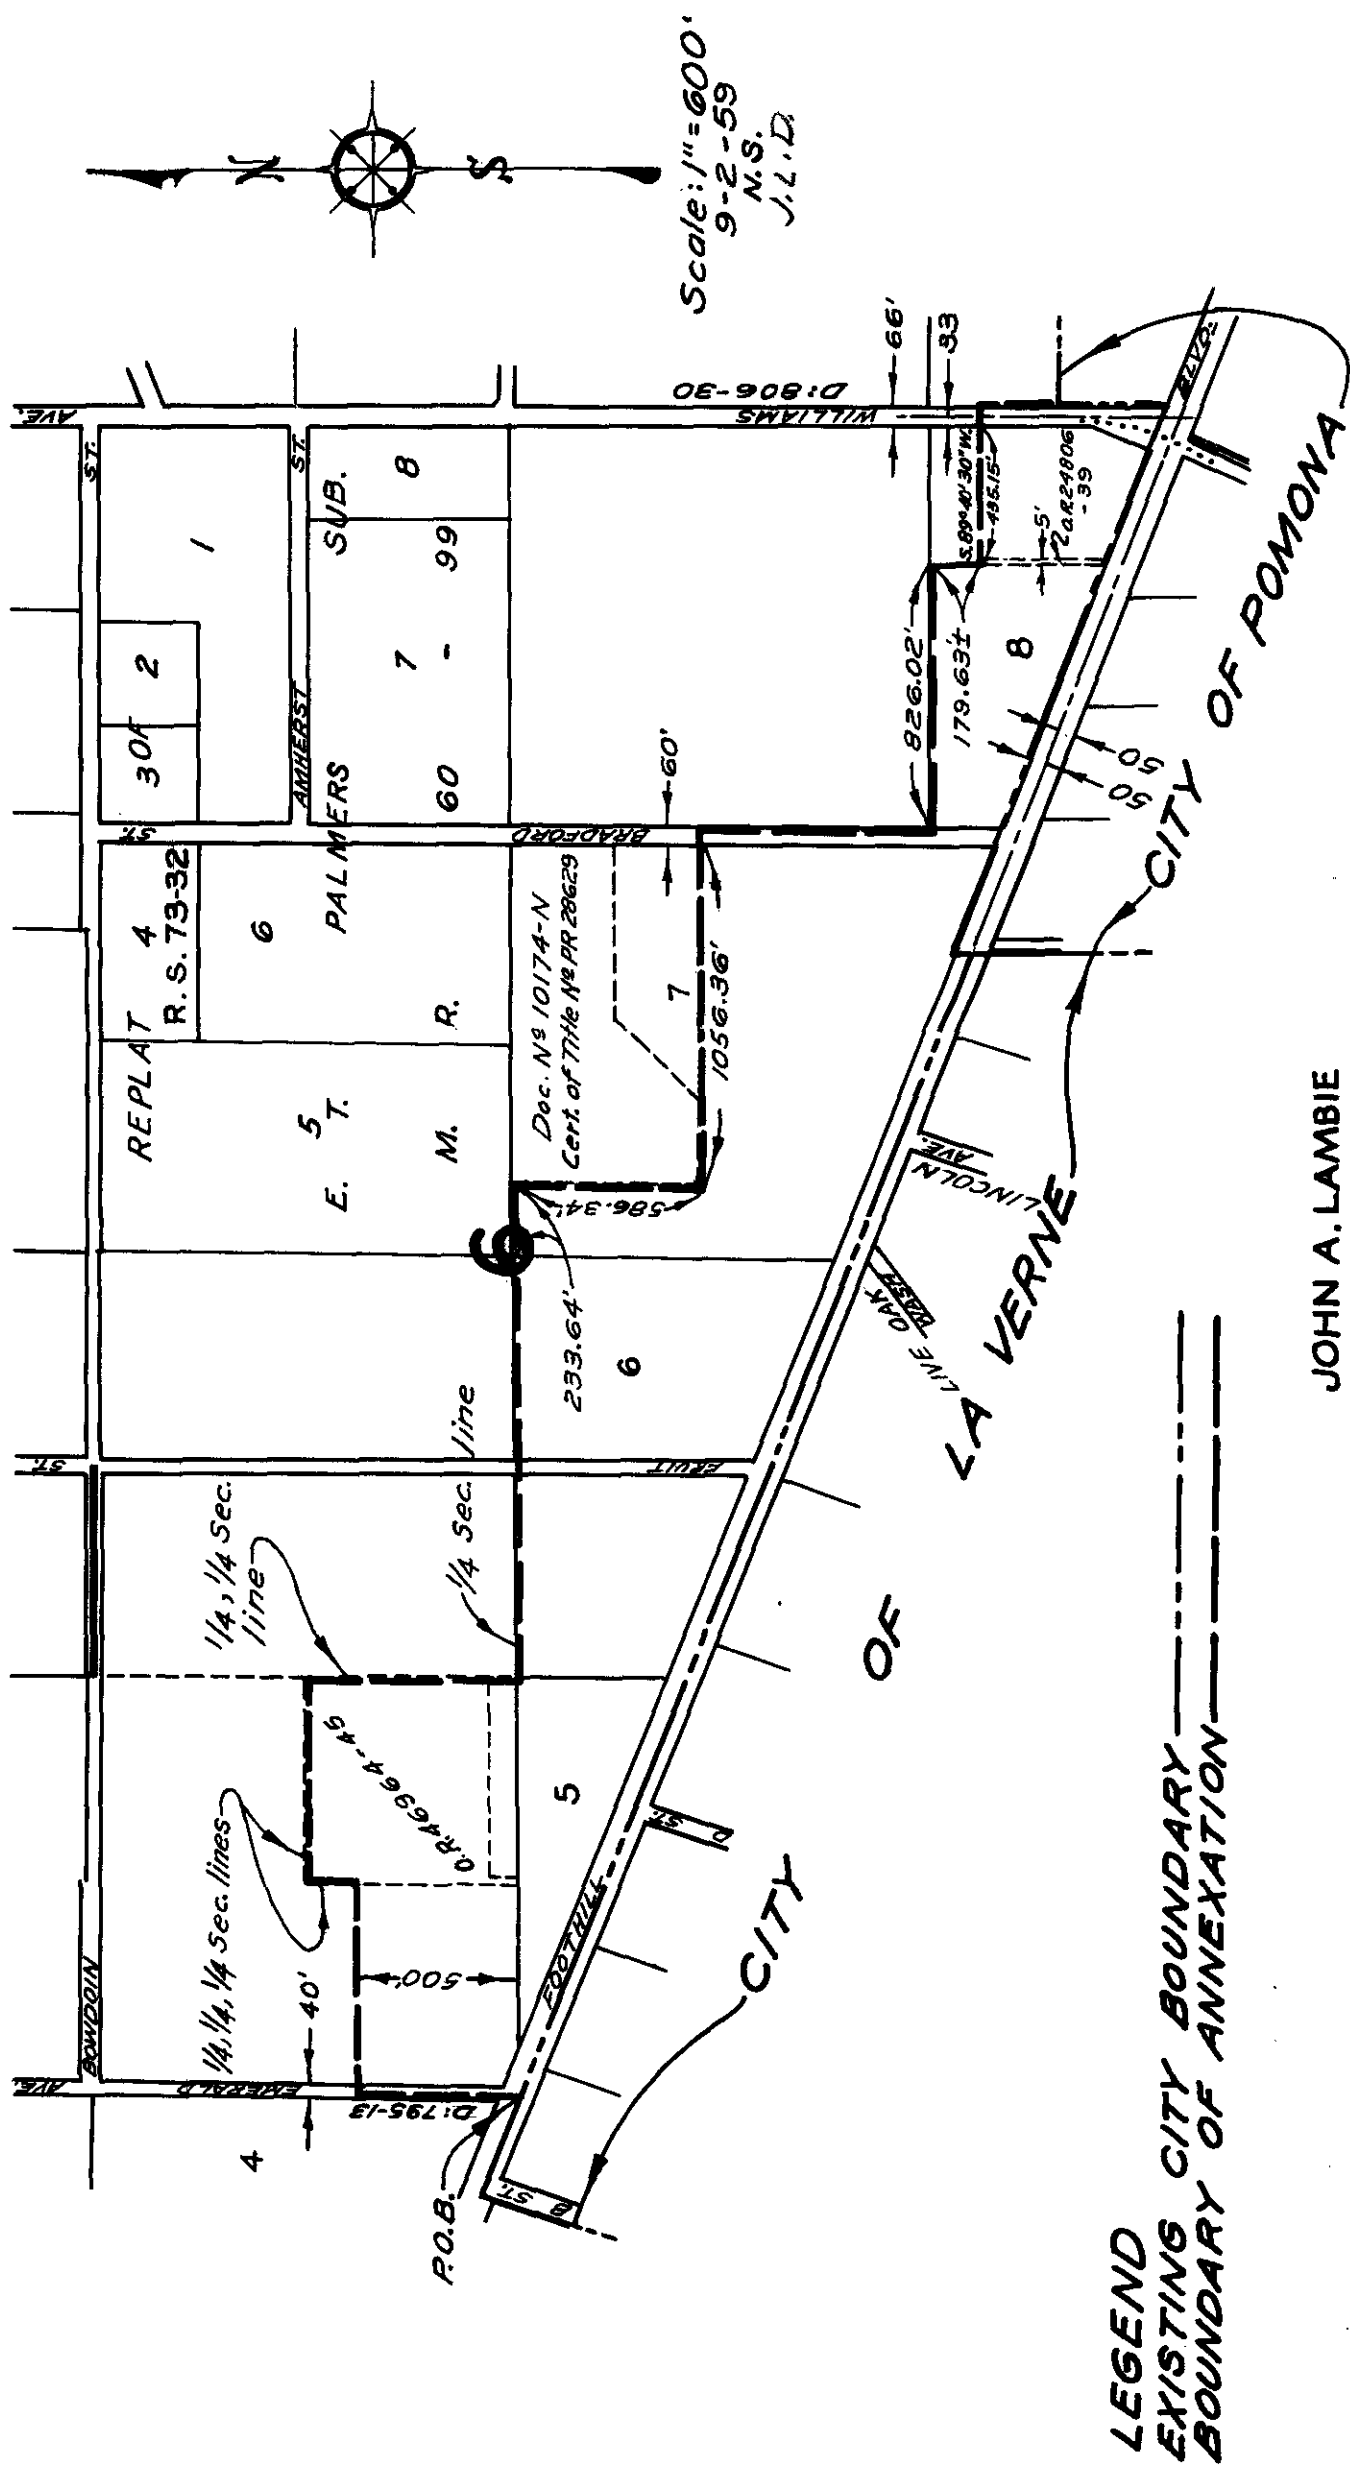 Scale: 1" = 600'
9-2-59
N.S.
J.L.D.
N
S
AVE.
ST.
BOWDOIN
ST.
ST.
ST.
AVE.
EMERALD
FRUIT
BRADFORD
AMHERST
WILLIAMS
D:806-30
D:795-13
4
1/4, 1/4, 1/4 Sec. lines
1/4, 1/4 Sec.
line
1/4 Sec. line
40'
500'
O.R. 46964-45
P.O.B.
REPLAT 4 3 OF 2 1
R.S. 73-32
E. T. PALMERS SUB.
5 6 7 8
M. R. 60 - 99
6
Doc. Nº 10174-N
Cert. of Title Nº PR 28629
233.64'
586.34'
7
1056.36'
60'
826.02'
179.63'±
66'
33
S.89°40'30"W.
495.15'
5'
O.R. 24806
-39
5
6
8
50
50
FOOTHILL
BLVD.
B ST.
D ST.
LIVE OAK
WASH
LINCOLN
AVE.
CITY OF LA VERNE
CITY OF POMONA
LEGEND
EXISTING CITY BOUNDARY
BOUNDARY OF ANNEXATION
JOHN A. LAMBIE